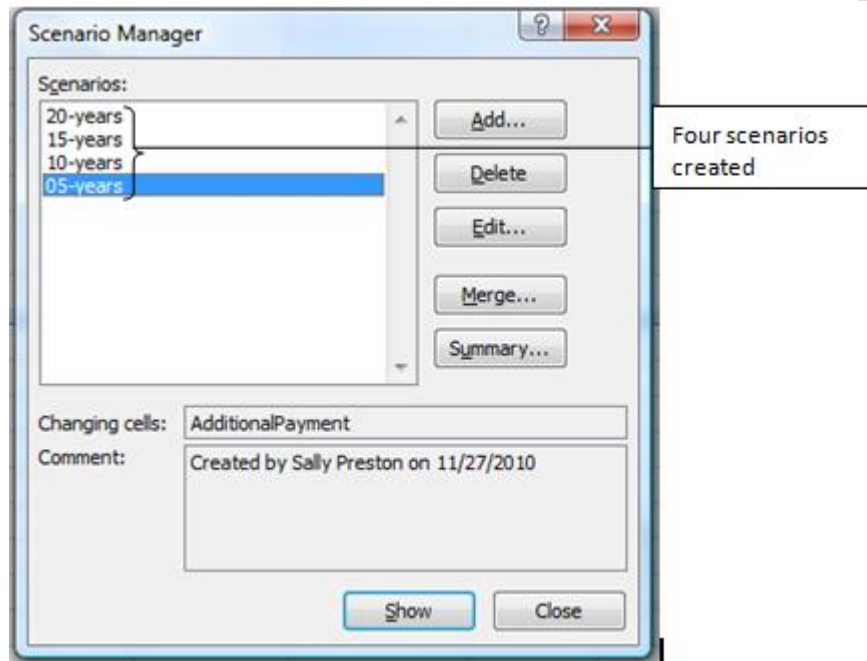 Scenario Manager
Scenarios:
20-years
15-years
10-years
05-years
Add...
Delete
Edit...
Merge...
Summary...
Four scenarios
created
Changing cells: AdditionalPayment
Comment: Created by Sally Preston on 11/27/2010
Show
Close